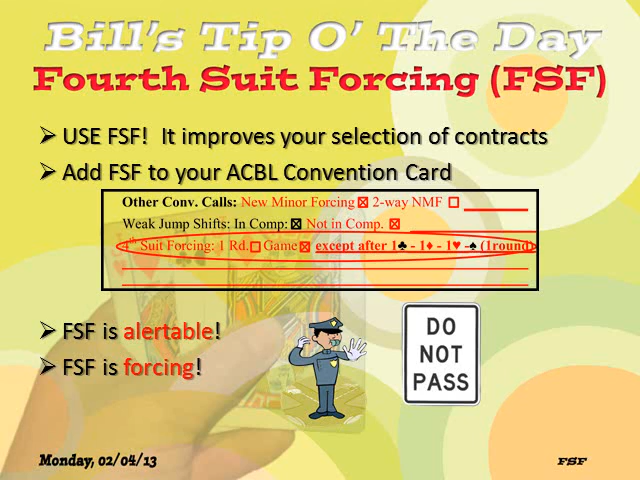 Bill's Tip O' The Day
Fourth Suit Forcing (FSF)
➢ USE FSF! It improves your selection of contracts
➢ Add FSF to your ACBL Convention Card
Other Conv. Calls: New Minor Forcing ☒ 2-way NMF ☐
Weak Jump Shifts: In Comp: ☒ Not in Comp. ☒
4th Suit Forcing: 1 Rd. ☐ Game ☒ except after 1♣ - 1♦ - 1♥ -♠ (1round)
➢ FSF is alertable!
➢ FSF is forcing!
DO
NOT
PASS
Monday, 02/04/13
FSF